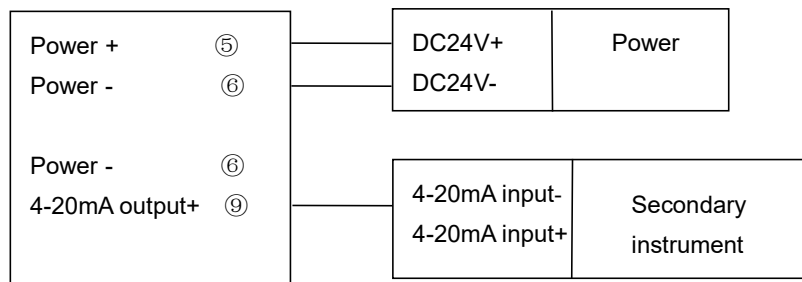 Power + ⑤
Power - ⑥
Power - ⑥
4-20mA output+ ⑨
DC24V+
DC24V-
Power
4-20mA input-
4-20mA input+
Secondary
instrument